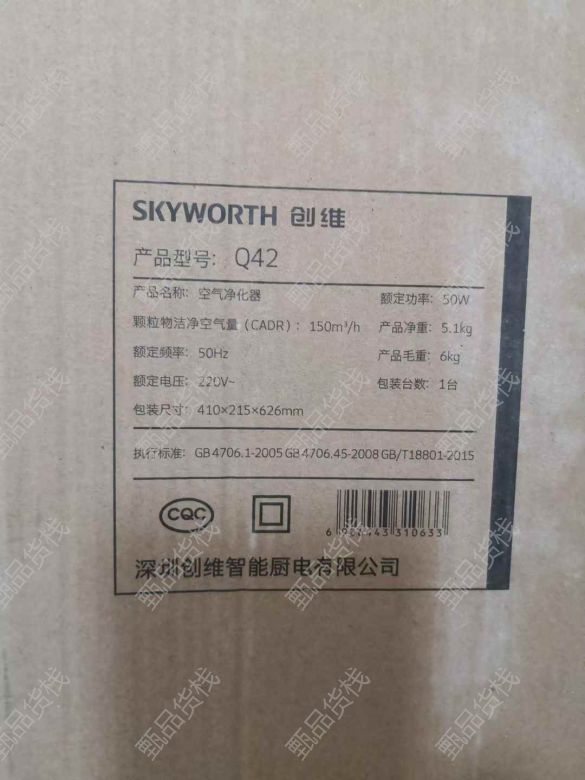 SKYWORTH 创维
产品型号: Q42
产品名称: 空气净化器 额定功率: 50W
颗粒物洁净空气量 (CADR) : 150m³/h 产品净重: 5.1kg
额定频率: 50Hz 产品毛重: 6kg
额定电压: 220V~ 包装台数: 1台
包装尺寸: 410×215×626mm
执行标准: GB 4706.1-2005 GB 4706.45-2008 GB/T18801-2015
CQC
443 310633
深圳创维智能厨电有限公司
甄品货栈